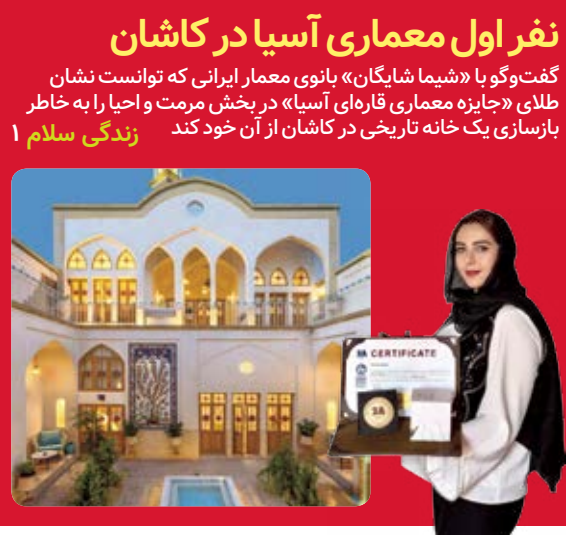 نفر اول معماری آسیا در کاشان
گفت‌وگو با «شیما شایگان» بانوی معمار ایرانی که توانست نشان
طلای «جایزه معماری قاره‌ای آسیا» در بخش مرمت و احیا را به خاطر
بازسازی یک خانه تاریخی در کاشان از آن خود کند زندگی سلام ۱
CERTIFICATE